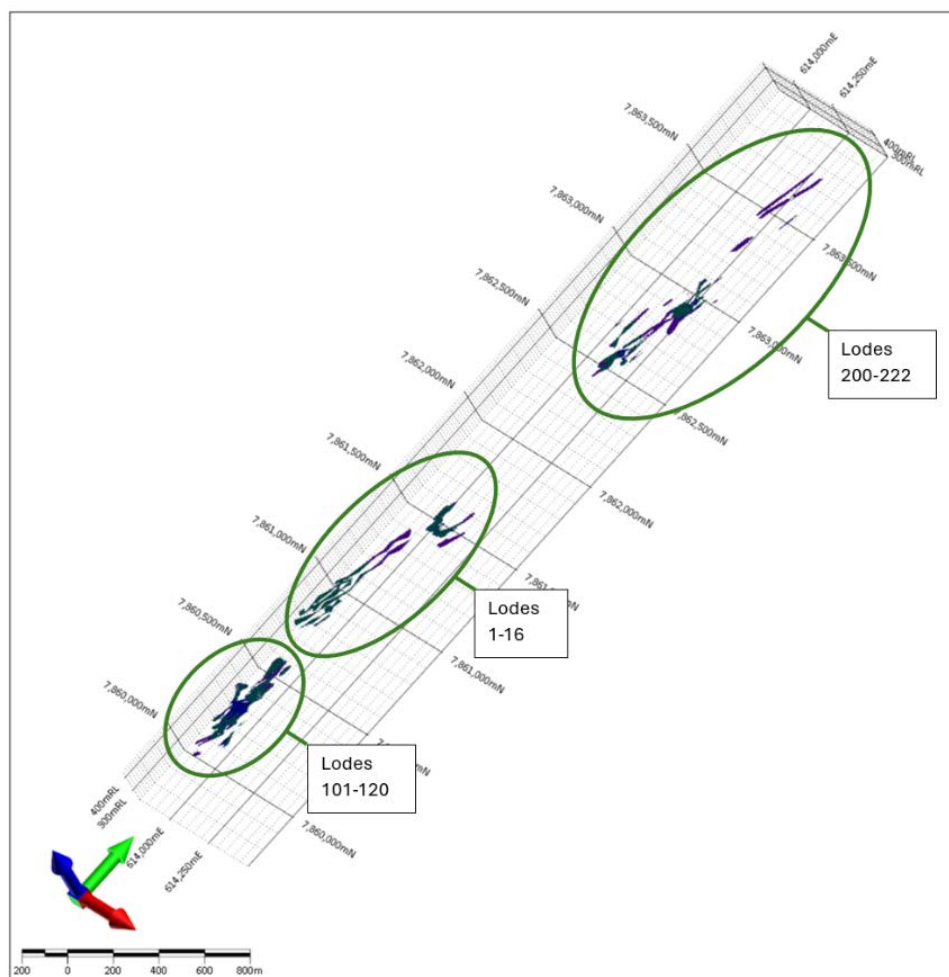 614,000mE
614,250mE
400mRL
300mRL
7,863,500mN
7,863,000mN
7,863,500mN
7,862,500mN
7,863,000mN
Lodes
200-222
7,862,000mN
7,862,500mN
7,861,500mN
7,862,000mN
7,861,000mN
Lodes
1-16
7,860,500mN
7,861,000mN
7,860,000mN
Lodes
101-120
400mRL
300mRL
7,860,000mN
614,000mE
614,250mE
200 0 200 400 600 800m